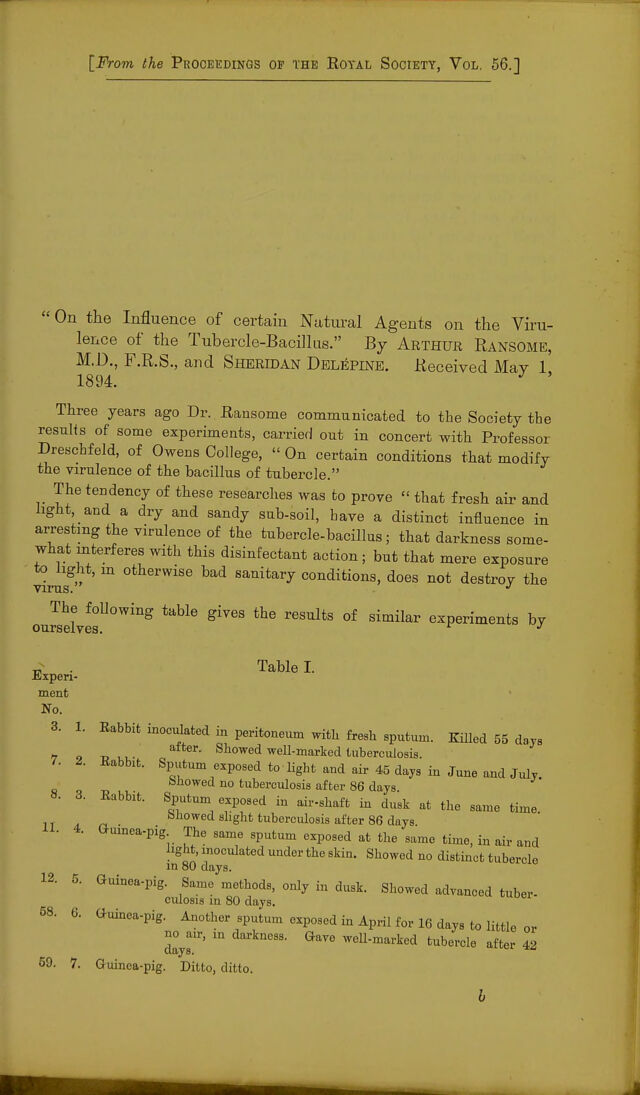 [From the Proceedings of the Royal Society, Vol. 56.]
“On the Influence of certain Natural Agents on the Viru-
lence of the Tubercle-Bacillus.” By Arthur Ransome,
M.D., F.R.S., and Sheridan Delépine. Received May 1,
1894.
Three years ago Dr. Ransome communicated to the Society the
results of some experiments, carried out in concert with Professor
Dreschfeld, of Owens College, “On certain conditions that modify
the virulence of the bacillus of tubercle.”
The tendency of these researches was to prove “that fresh air and
light, and a dry and sandy sub-soil, have a distinct influence in
arresting the virulence of the tubercle-bacillus; that darkness some-
what interferes with this disinfectant action; but that mere exposure
to light, in otherwise bad sanitary conditions, does not destroy the
virus.”
The following table gives the results of similar experiments by
ourselves.
Table I.
Experi-
ment
No.
3. 1. Rabbit inoculated in peritoneum with fresh sputum. Killed 55 days
after. Showed well-marked tuberculosis.
7. 2. Rabbit. Sputum exposed to light and air 45 days in June and July.
Showed no tuberculosis after 86 days.
8. 3. Rabbit. Sputum exposed in air-shaft in dusk at the same time.
Showed slight tuberculosis after 86 days.
11. 4. Guinea-pig. The same sputum exposed at the same time, in air and
light, inoculated under the skin. Showed no distinct tubercle
in 80 days.
12. 5. Guinea-pig. Same methods, only in dusk. Showed advanced tuber-
culosis in 80 days.
58. 6. Guinea-pig. Another sputum exposed in April for 16 days to little or
no air, in darkness. Gave well-marked tubercle after 42
days.
59. 7. Guinea-pig. Ditto, ditto.
b